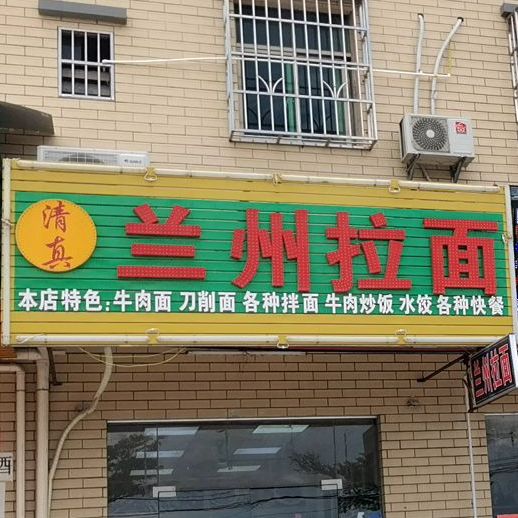 清真
兰州拉面
本店特色:牛肉面 刀削面 各种拌面 牛肉炒饭 水饺 各种快餐
兰州拉面
酒